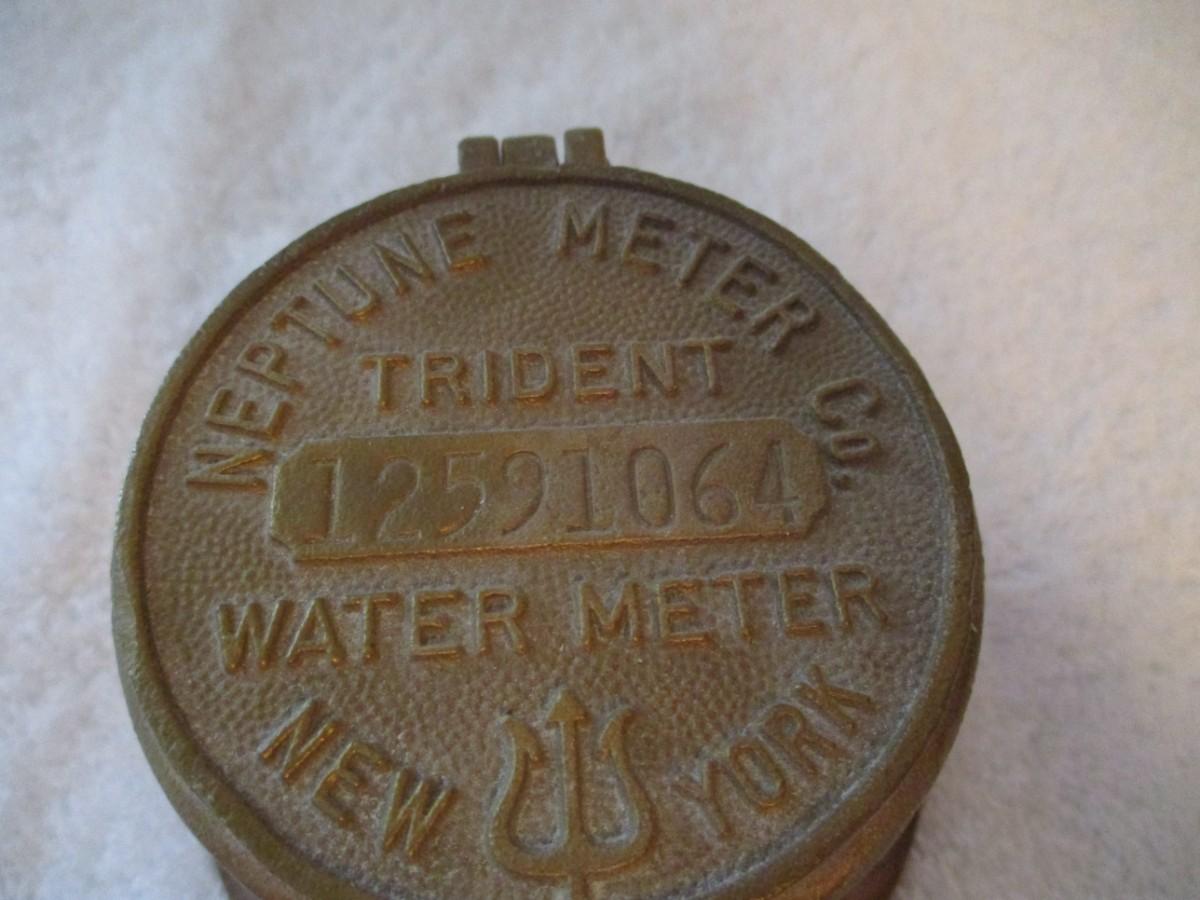 NEPTUNE METER Co.
TRIDENT
12591064
WATER METER
NEW YORK